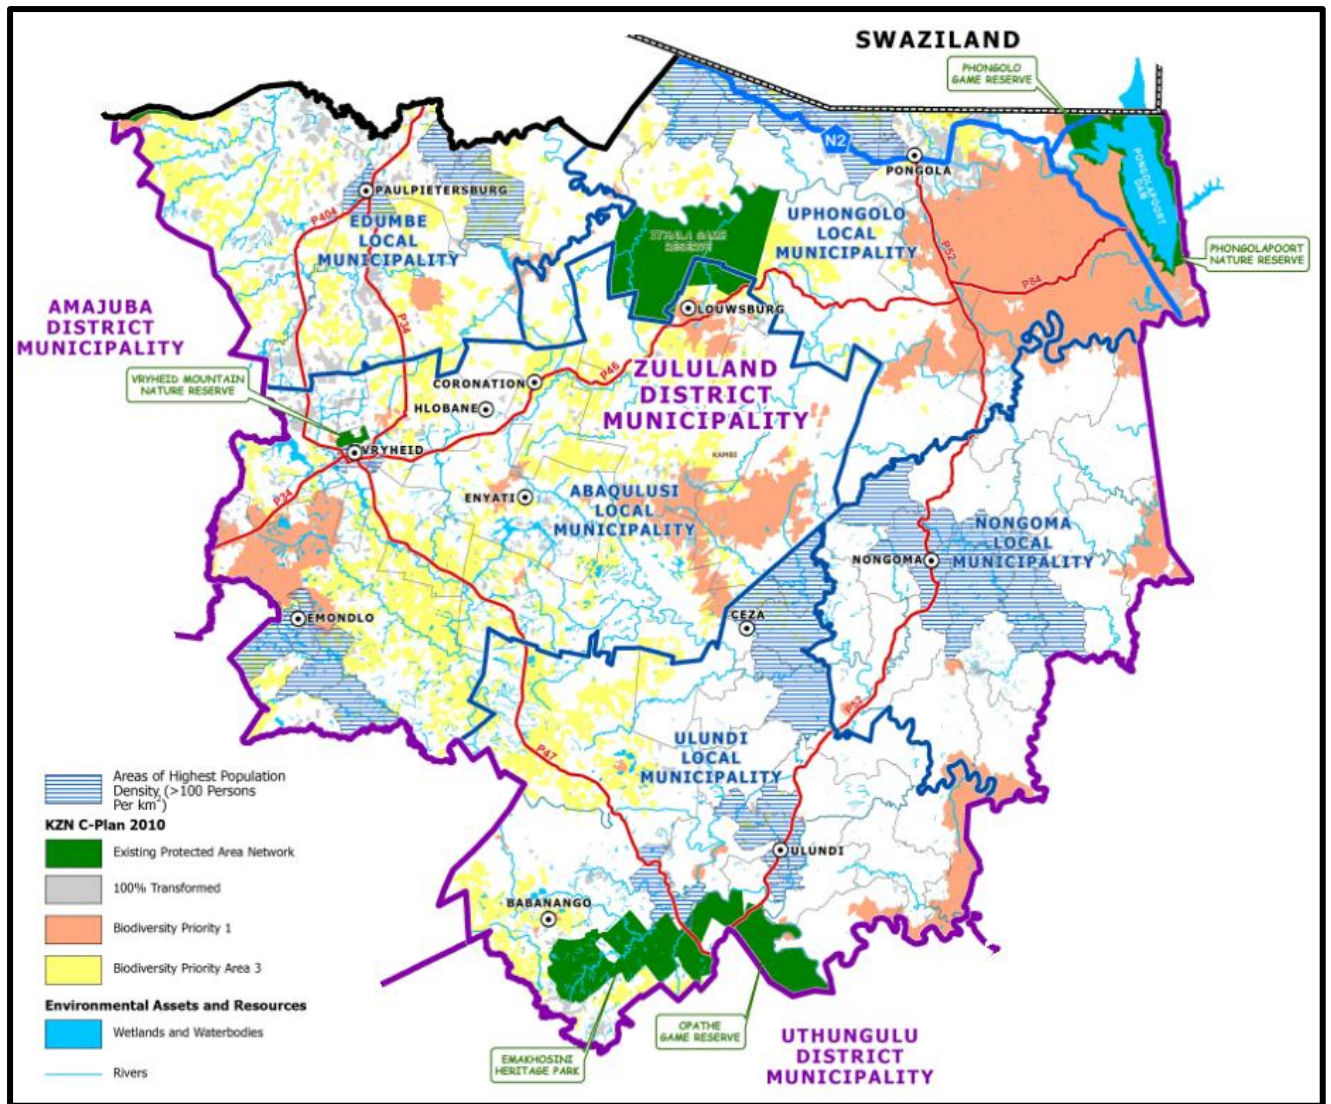 SWAZILAND
PHONGOLO
GAME RESERVE
N2
PONGOLA
PONGOLAPOORT
DAM
PAULPIETERSBURG
P404
EDUMBE
LOCAL
MUNICIPALITY
ITHALA GAME
RESERVE
UPHONGOLO
LOCAL
MUNICIPALITY
P52
PHONGOLAPOORT
NATURE RESERVE
P84
AMAJUBA
DISTRICT
MUNICIPALITY
P34
LOUWSBURG
VRYHEID MOUNTAIN
NATURE RESERVE
CORONATION
P46
ZULULAND
DISTRICT
MUNICIPALITY
HLOBANE
VRYHEID
KAMBI
P34
ENYATI
ABAQULUSI
LOCAL
MUNICIPALITY
NONGOMA
LOCAL
MUNICIPALITY
NONGOMA
EMONDLO
CEZA
P52
P47
ULUNDI
LOCAL
MUNICIPALITY
ULUNDI
BABANANGO
OPATHE
GAME RESERVE
EMAKHOSINI
HERITAGE PARK
UTHUNGULU
DISTRICT
MUNICIPALITY
Areas of Highest Population
Density (>100 Persons
Per km²)
KZN C-Plan 2010
Existing Protected Area Network
100% Transformed
Biodiversity Priority 1
Biodiversity Priority Area 3
Environmental Assets and Resources
Wetlands and Waterbodies
Rivers